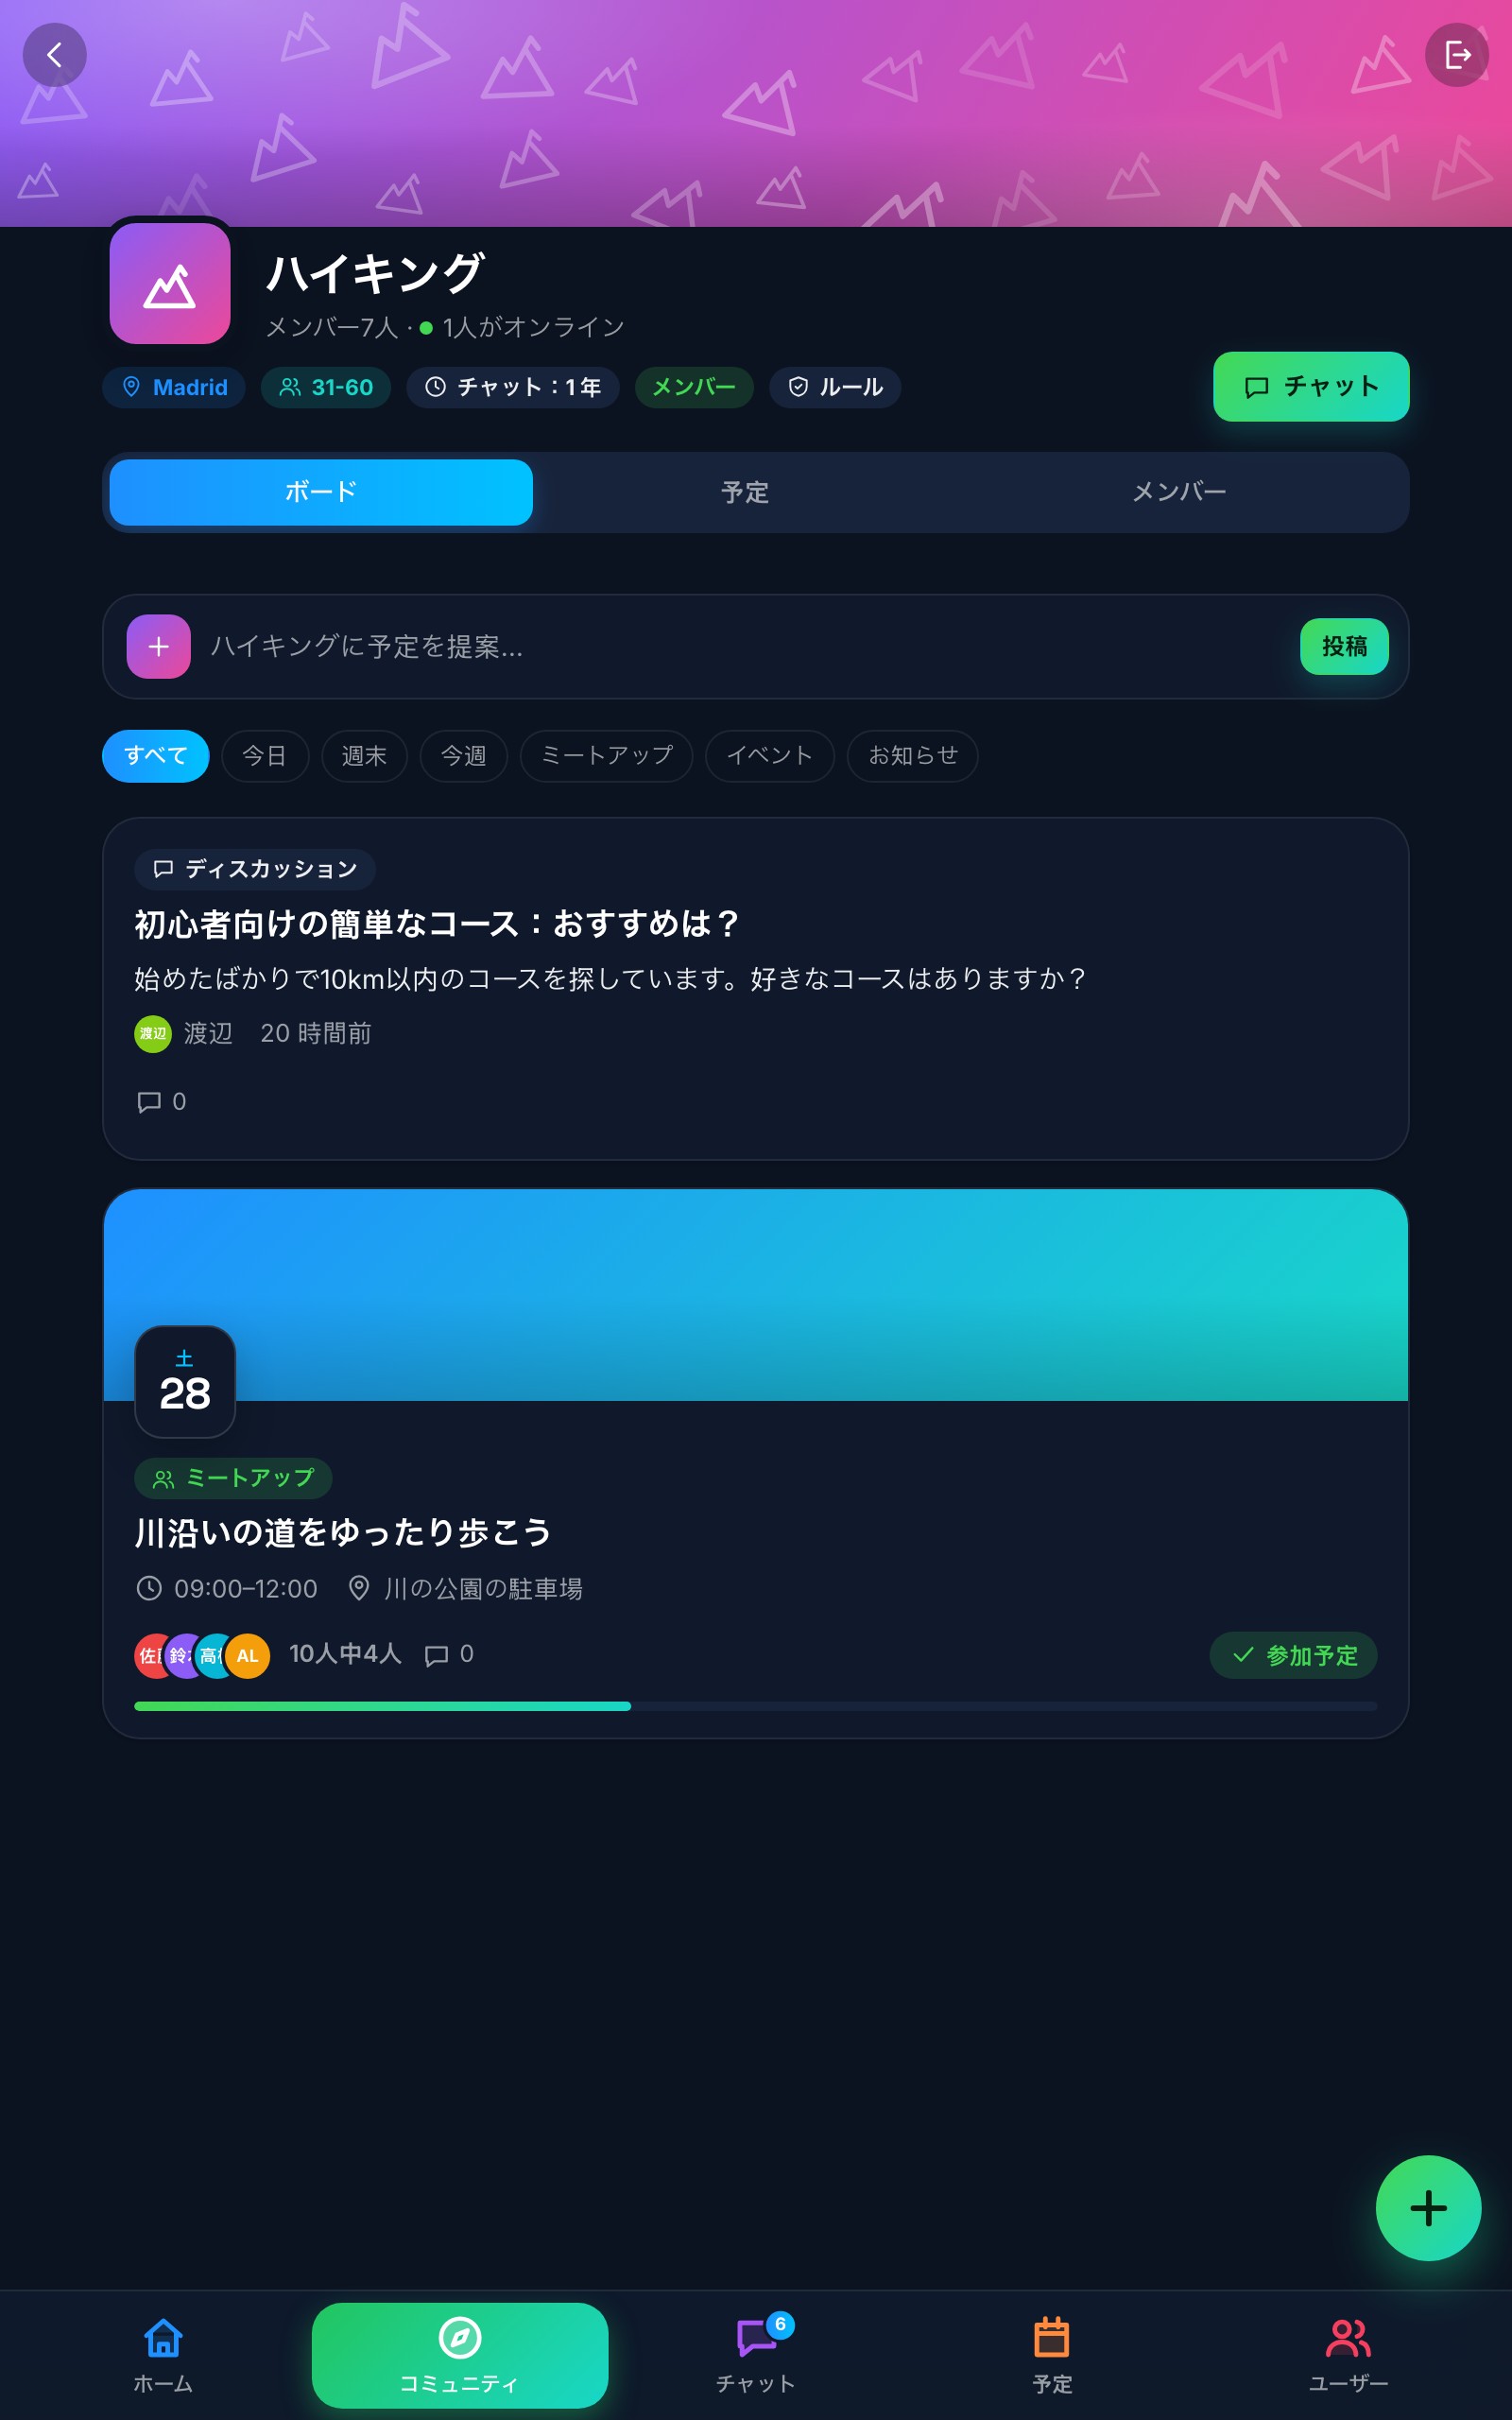 ハイキング
メンバー7人 · 1人がオンライン
Madrid 31-60 チャット：1 年 メンバー ルール チャット
ボード 予定 メンバー
ハイキングに予定を提案... 投稿
すべて 今日 週末 今週 ミートアップ イベント お知らせ
ディスカッション
初心者向けの簡単なコース：おすすめは？
始めたばかりで10km以内のコースを探しています。好きなコースはありますか？
渡辺 渡辺 20 時間前
0
土
28
ミートアップ
川沿いの道をゆったり歩こう
09:00–12:00 川の公園の駐車場
AL 10人中4人 0 参加予定
6
ホーム コミュニティ チャット 予定 ユーザー